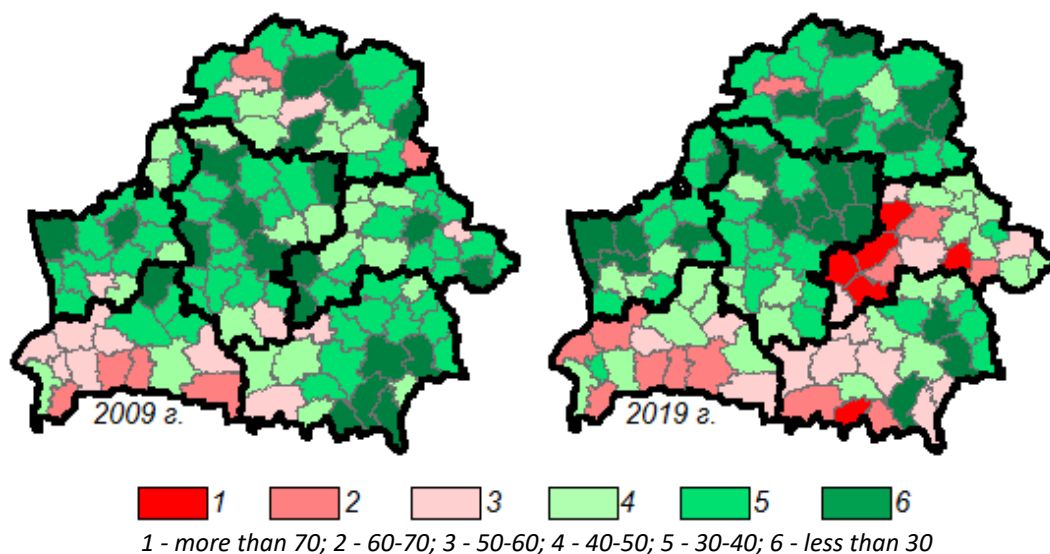 2009 г. 2019 г.
1 2 3 4 5 6
1 - more than 70; 2 - 60-70; 3 - 50-60; 4 - 40-50; 5 - 30-40; 6 - less than 30